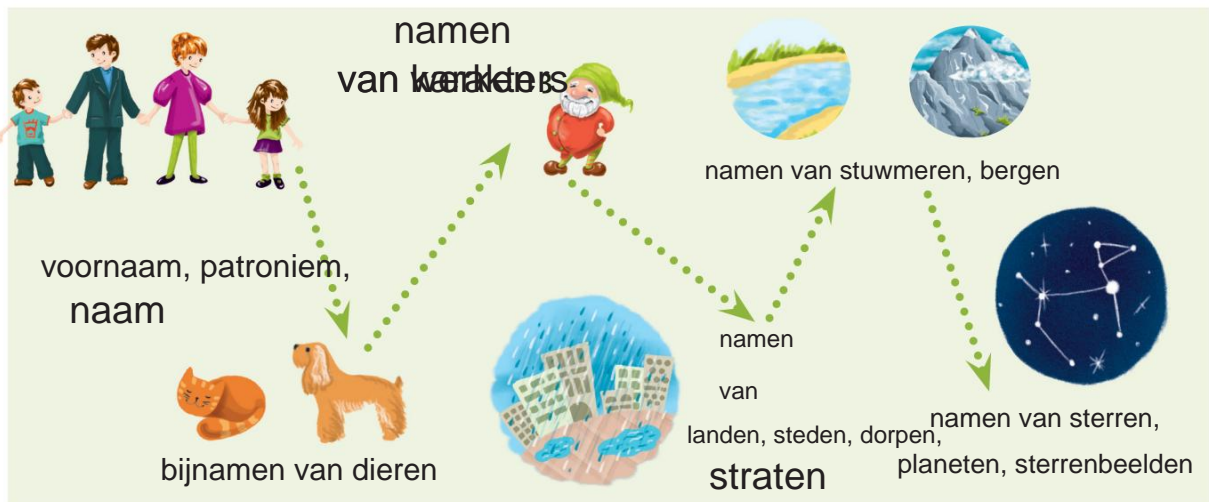 namen
van
namen van stuwmeren, bergen
voornaam, patroniem,
naam
bijnamen van dieren
namen
van
landen, steden, dorpen,
straten
namen van sterren,
planeten, sterrenbeelden